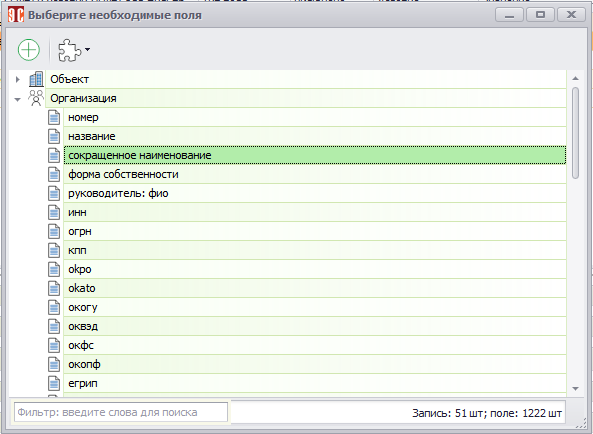 Выберите необходимые поля
Объект
Организация
номер
название
сокращенное наименование
форма собственности
руководитель: фио
инн
огрн
кпп
okpo
okato
окогу
оквэд
окфс
окопф
егрип
Фильтр: введите слова для поиска
Запись: 51 шт; поле: 1222 шт